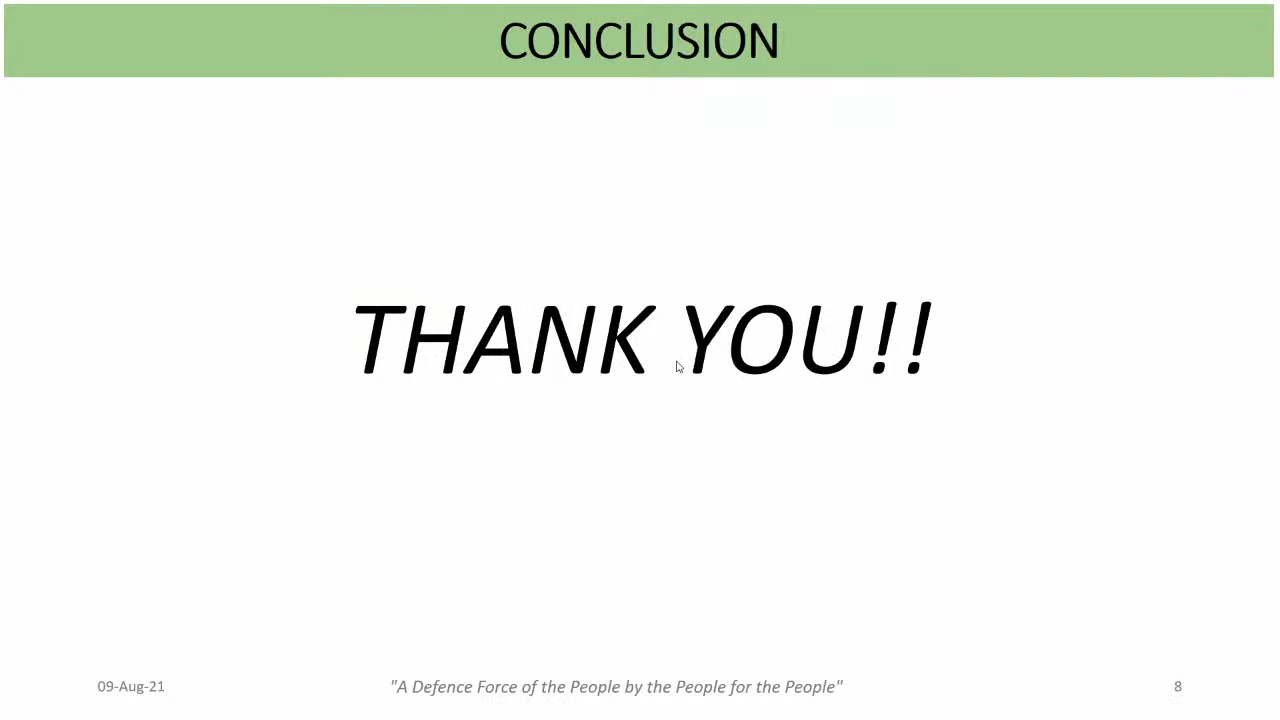 CONCLUSION
THANK YOU!!
09-Aug-21
"A Defence Force of the People by the People for the People"
8